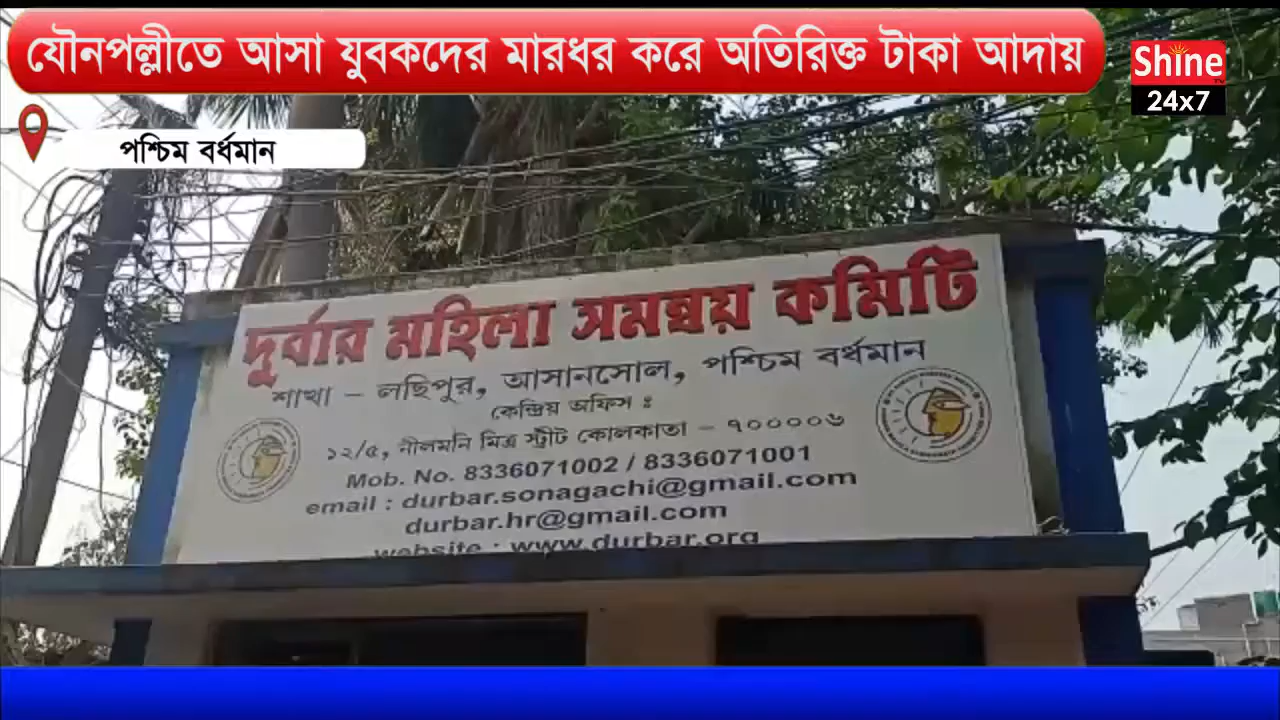 যৌনপল্লীতে আসা যুবকদের মারধর করে অতিরিক্ত টাকা আদায়
Shine
24x7
পশ্চিম বর্ধমান
দুর্বার মহিলা সমন্বয় কমিটি
শাখা – লছিপুর, আসানসোল, পশ্চিম বর্ধমান
কেন্দ্রিয় অফিস ঃ
১২/৫, নীলমনি মিত্র স্ট্রীট কোলকাতা – ৭০০০০৬
Mob. No. 8336071002 / 8336071001
email : durbar.sonagachi@gmail.com
durbar.hr@gmail.com
website : www.durbar.org